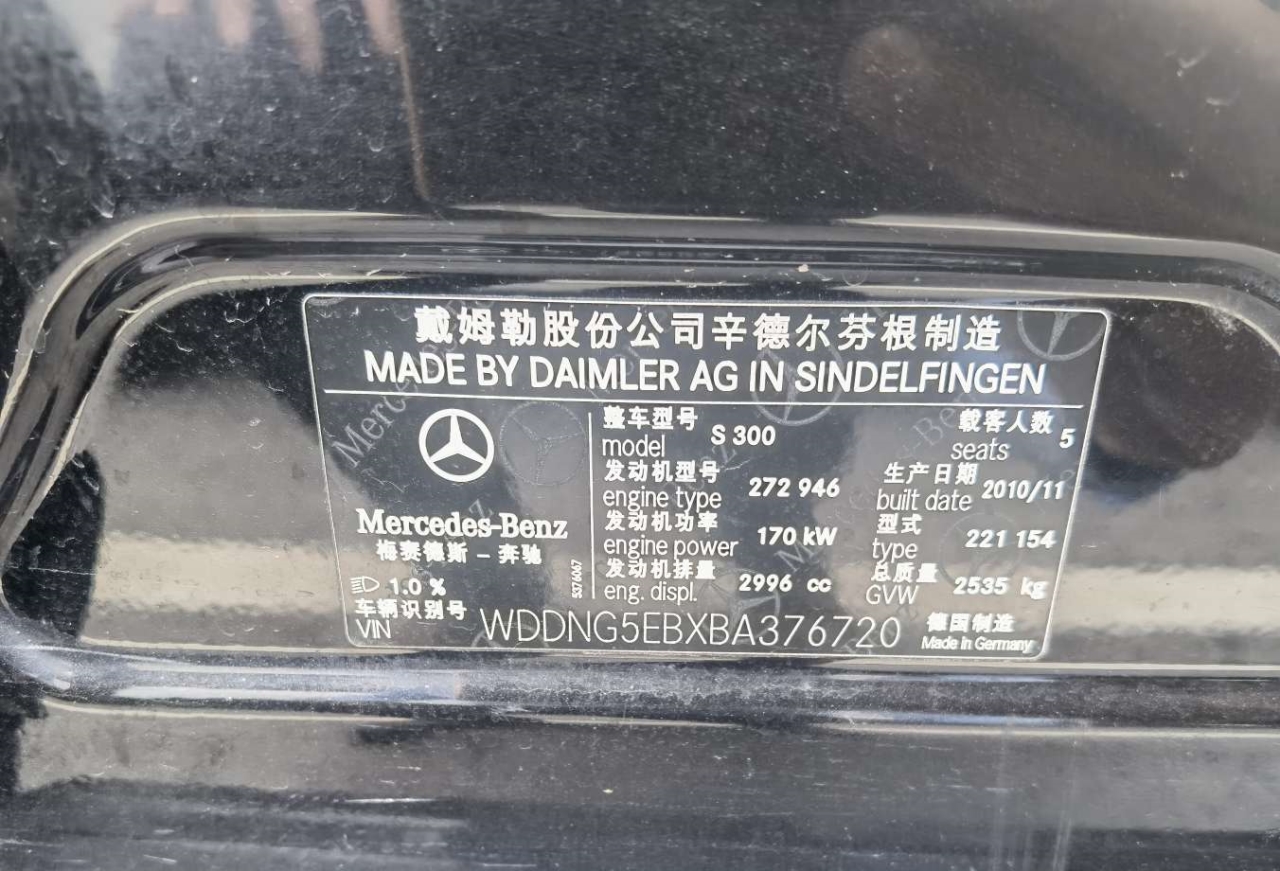 戴姆勒股份公司辛德尔芬根制造
MADE BY DAIMLER AG IN SINDELFINGEN
Mercedes-Benz
梅赛德斯 – 奔驰
1.0 %
5376067
整车型号
model S 300
载客人数
seats 5
发动机型号
engine type 272 946
生产日期
built date 2010/11
发动机功率
engine power 170 kW
型式
type 221 154
发动机排量
eng. displ. 2996 cc
总质量
GVW 2535 kg
车辆识别号
VIN WDDNG5EBXBA376720
德国制造
Made in Germany